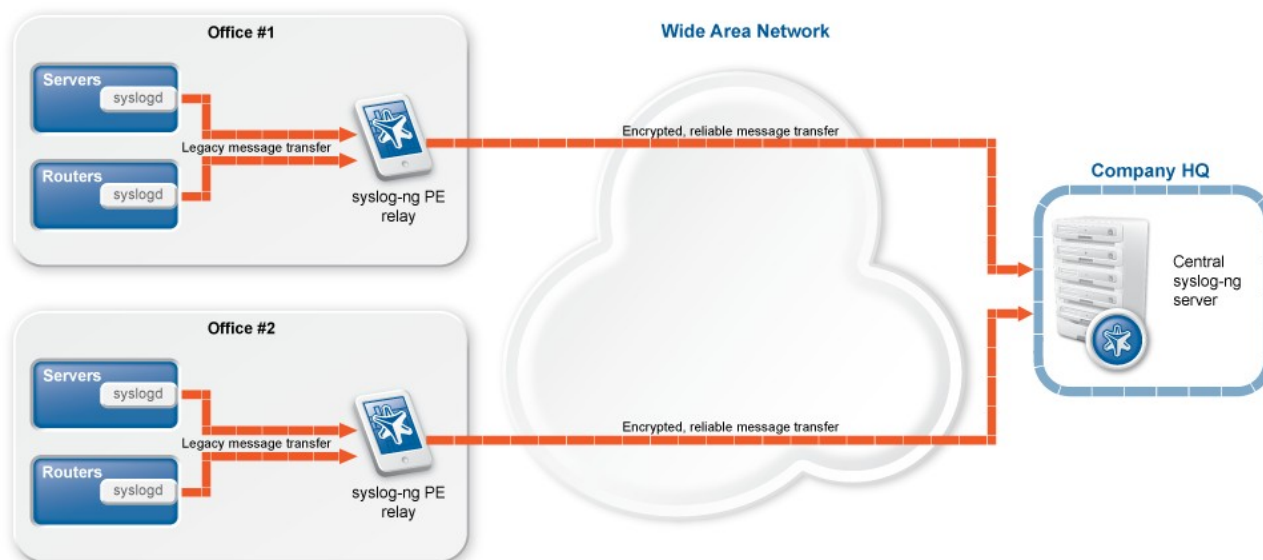 Office #1
Servers
syslogd
Legacy message transfer
Routers
syslogd
syslog-ng PE
relay
Wide Area Network
Encrypted, reliable message transfer
Company HQ
Central
syslog-ng
server
Office #2
Servers
syslogd
Legacy message transfer
Routers
syslogd
syslog-ng PE
relay
Encrypted, reliable message transfer